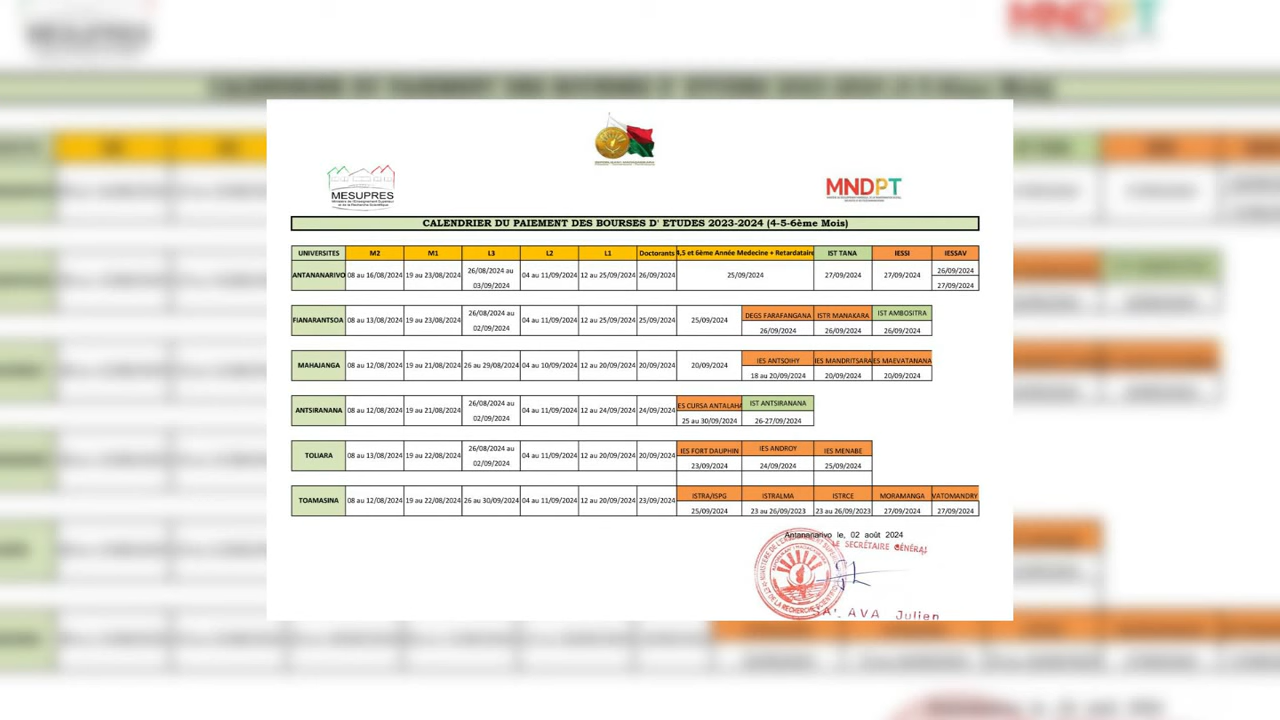 MESUPRES
Ministère de l'Enseignement Supérieur
et de la Recherche Scientifique
MNDPT
CALENDRIER DU PAIEMENT DES BOURSES D' ETUDES 2023-2024 (4-5-6ème Mois)
UNIVERSITES M2 M1 L3 L2 L1 Doctorants 4,5 et 6ème Année Medecine + Retardataire IST TANA IESSI IESSAV
ANTANANARIVO 08 au 16/08/2024 19 au 23/08/2024 26/08/2024 au 03/09/2024 04 au 11/09/2024 12 au 25/09/2024 26/09/2024 25/09/2024 27/09/2024 27/09/2024 26/09/2024
27/09/2024
DEGS FARAFANGANA ISTR MANAKARA IST AMBOSITRA
FIANARANTSOA 08 au 13/08/2024 19 au 23/08/2024 26/08/2024 au 02/09/2024 04 au 11/09/2024 12 au 25/09/2024 25/09/2024 25/09/2024 26/09/2024 26/09/2024 26/09/2024
IES ANTSOIHY IES MANDRITSARA IES MAEVATANANA
MAHAJANGA 08 au 12/08/2024 19 au 21/08/2024 26 au 29/08/2024 04 au 10/09/2024 12 au 20/09/2024 20/09/2024 20/09/2024 18 au 20/09/2024 20/09/2024 20/09/2024
ES CURSA ANTALAHA IST ANTSIRANANA
ANTSIRANANA 08 au 12/08/2024 19 au 21/08/2024 26/08/2024 au 02/09/2024 04 au 11/09/2024 12 au 24/09/2024 24/09/2024 25 au 30/09/2024 26-27/09/2024
IES FORT DAUPHIN IES ANDROY IES MENABE
TOLIARA 08 au 13/08/2024 19 au 22/08/2024 26/08/2024 au 02/09/2024 04 au 11/09/2024 12 au 20/09/2024 20/09/2024 23/09/2024 24/09/2024 25/09/2024
ISTRA/ISPG ISTRALMA ISTRCE MORAMANGA VATOMANDRY
TOAMASINA 08 au 12/08/2024 19 au 22/08/2024 26 au 30/09/2024 04 au 11/09/2024 12 au 20/09/2024 23/09/2024 25/09/2024 23 au 26/09/2023 23 au 26/09/2023 27/09/2024 27/09/2024
Antananarivo le, 02 août 2024
LE SECRÉTAIRE GÉNÉRAL
ET DE LA RECHERCHE SCIENTIFIQUE
Julien